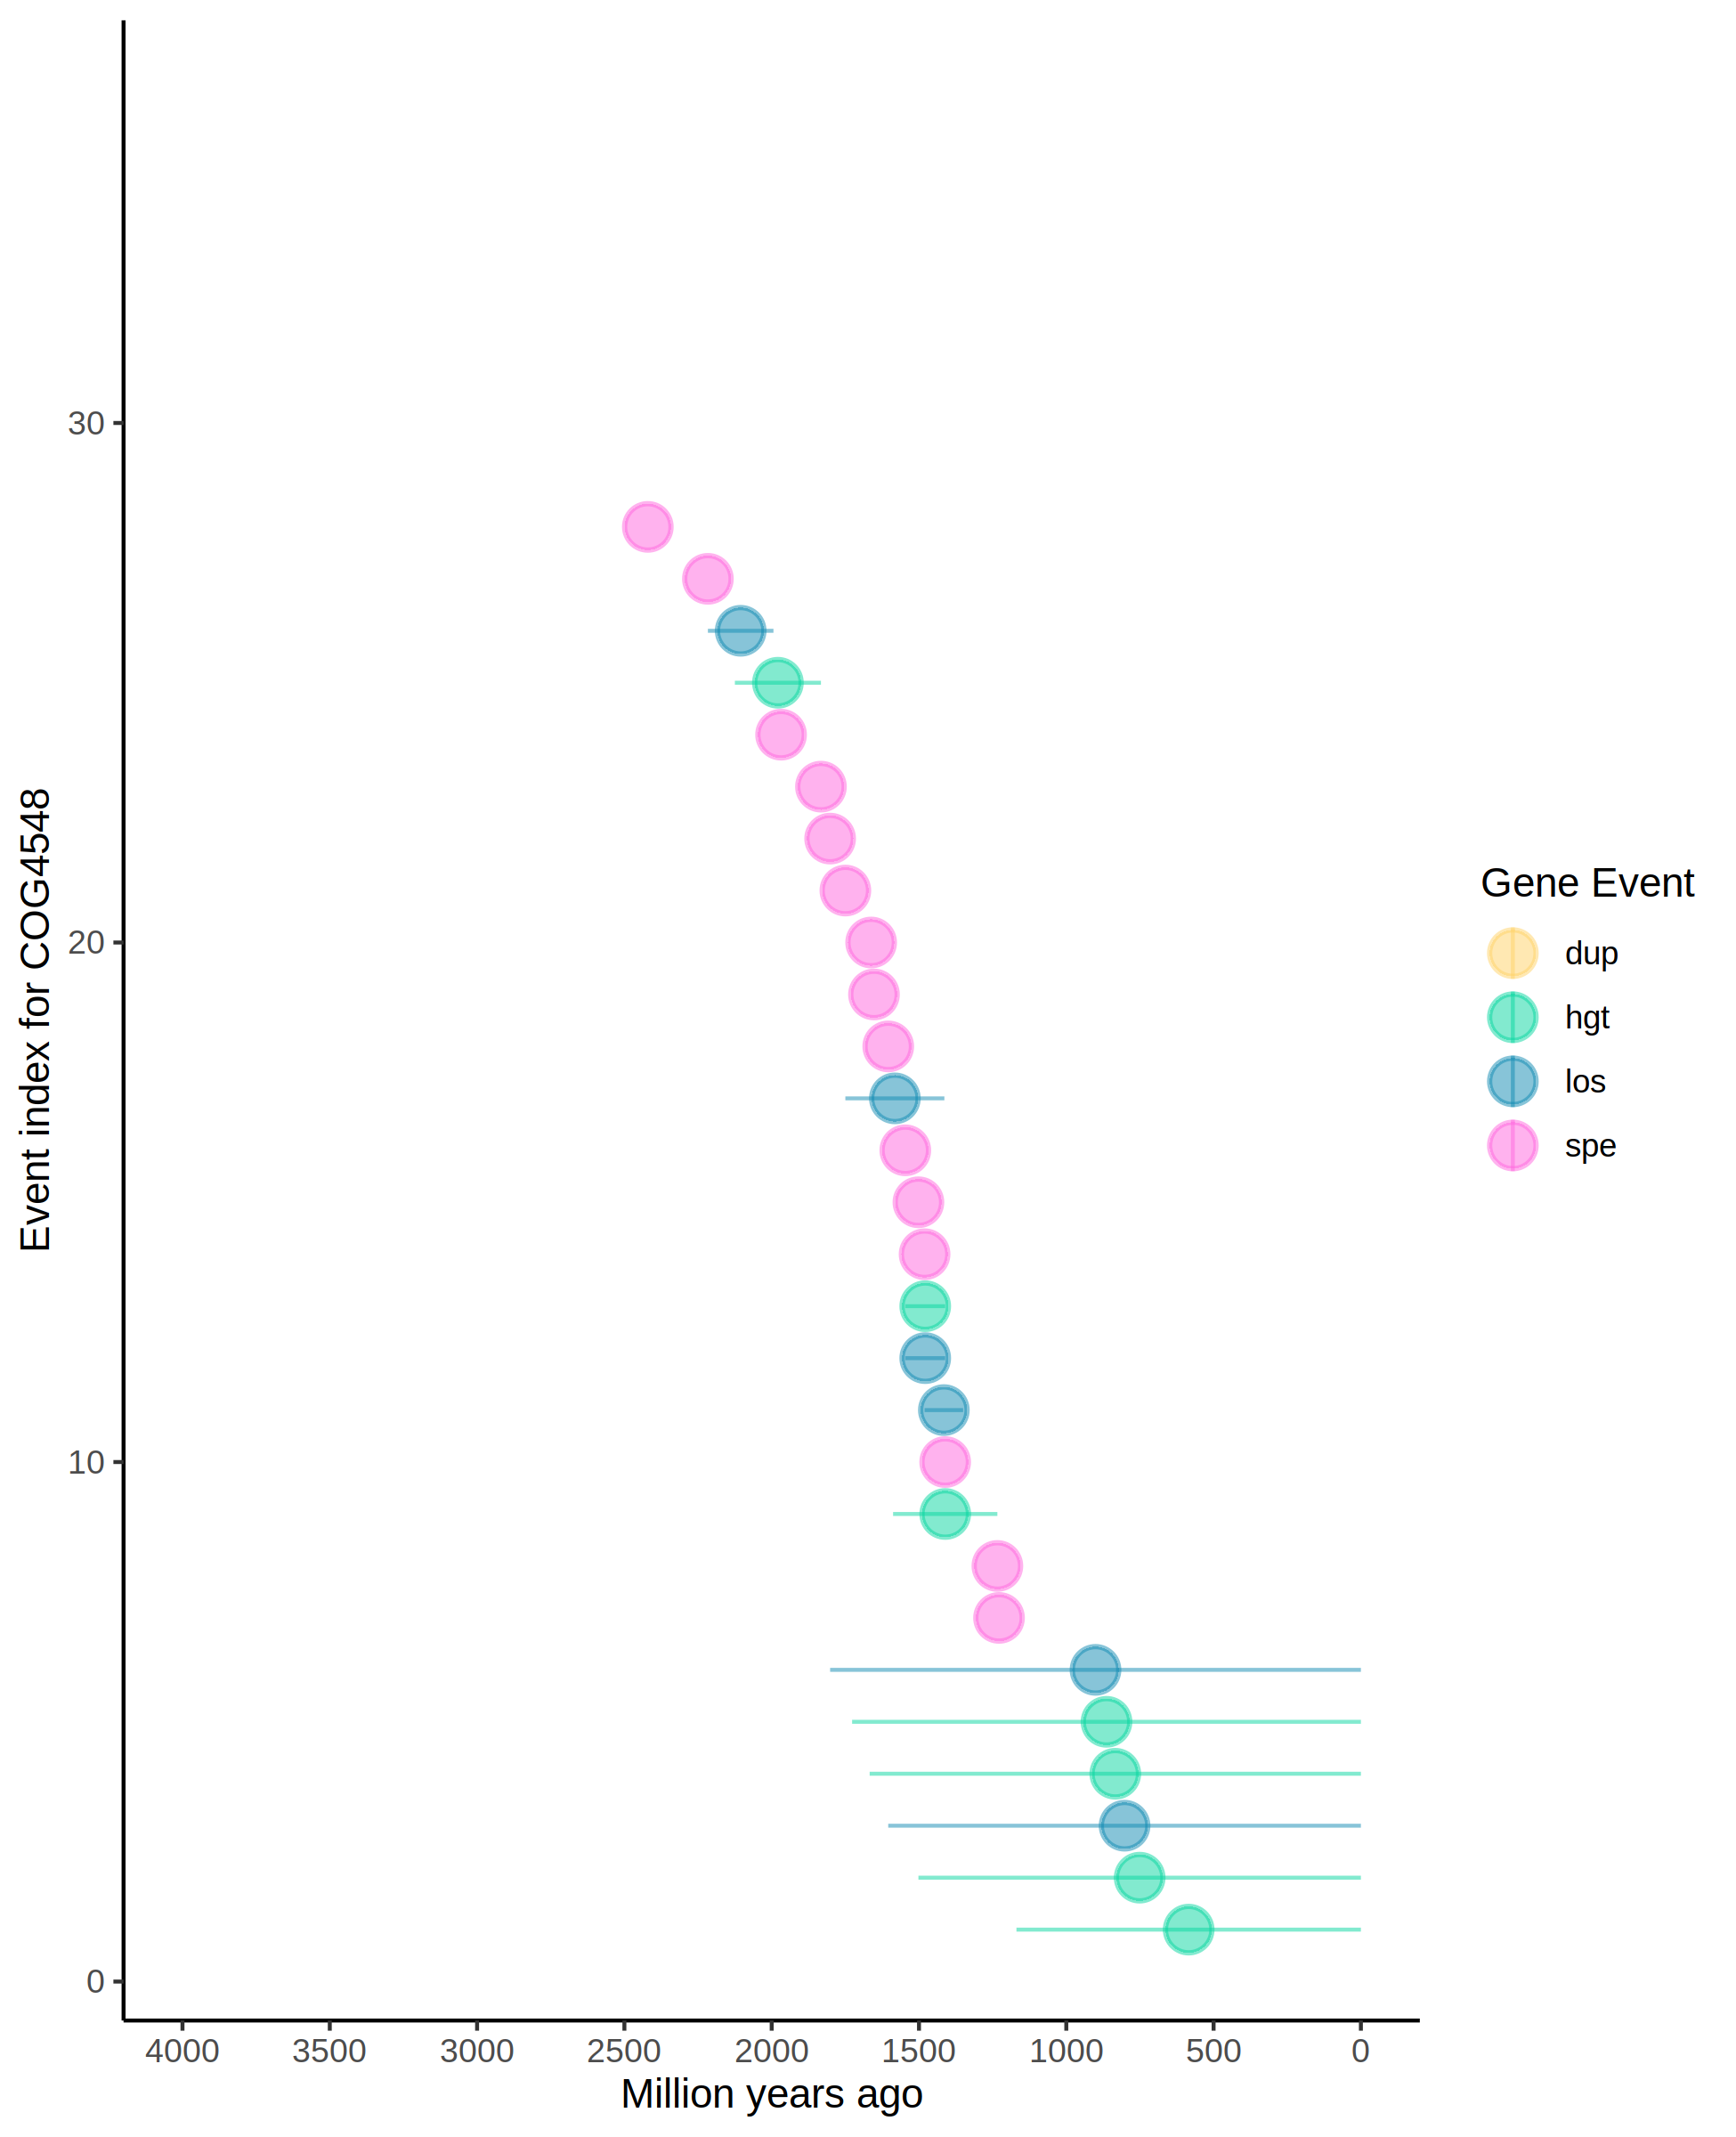 Event index for COG4548
30
20
10
0
4000 3500 3000 2500 2000 1500 1000 500 0
Million years ago
Gene Event
dup
hgt
los
spe